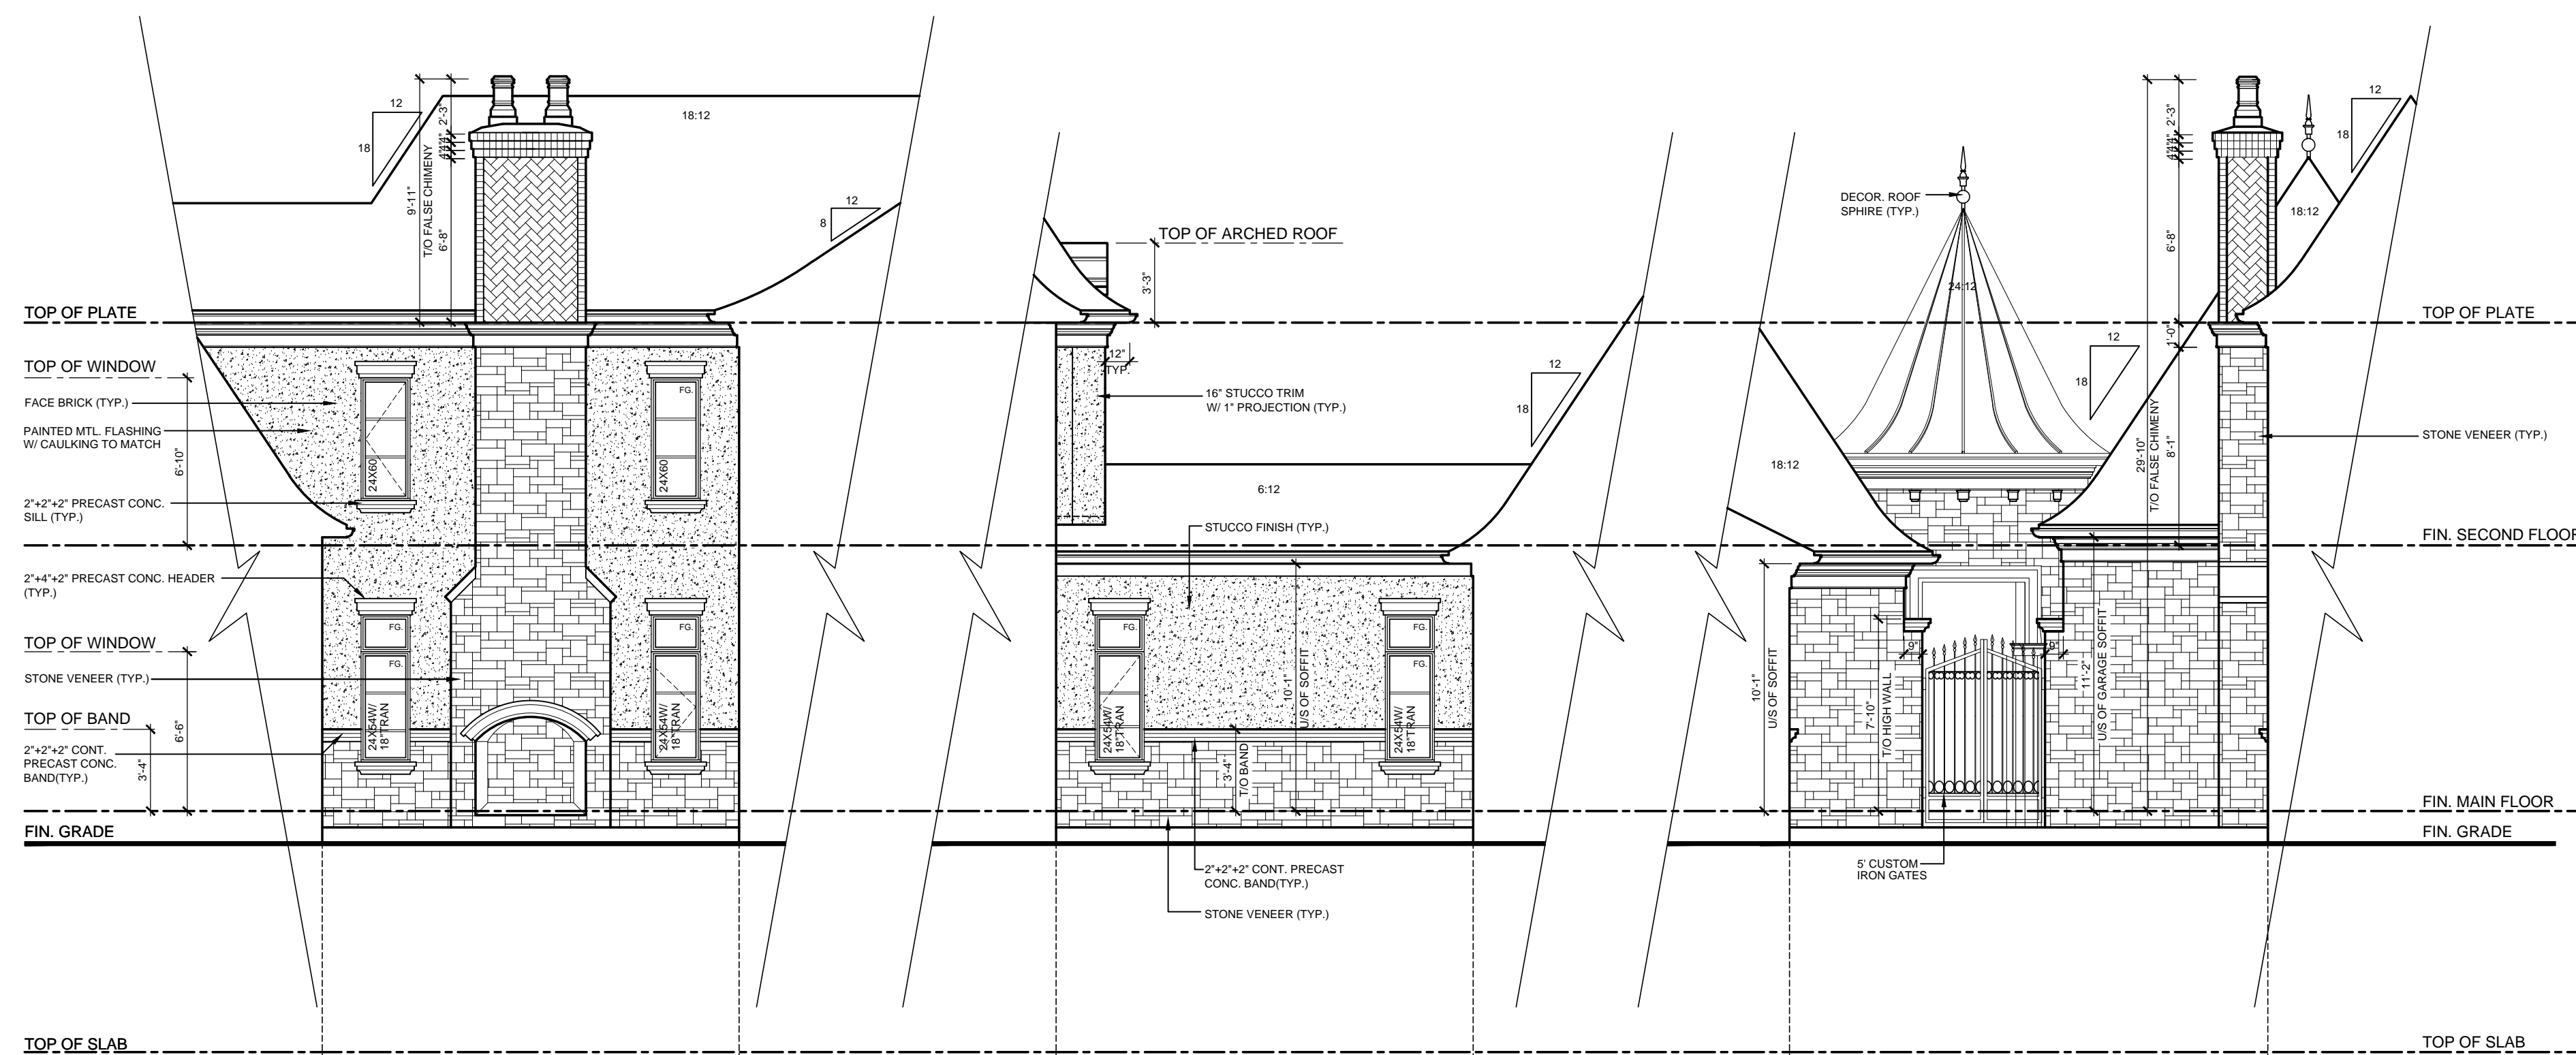 TOP OF PLATE
TOP OF WINDOW
FACE BRICK (TYP.)
PAINTED MTL. FLASHING
W/ CAULKING TO MATCH
6'-10"
2"+2"+2" PRECAST CONC.
SILL (TYP.)
2"+4"+2" PRECAST CONC. HEADER
(TYP.)
TOP OF WINDOW
STONE VENEER (TYP.)
TOP OF BAND
6'-6"
2"+2"+2" CONT.
PRECAST CONC.
BAND(TYP.)
3'-4"
FIN. GRADE
TOP OF SLAB
12
18
9'-11"
T/O FALSE CHIMENY
2'-3"
4"
4"
4"
6'-8"
18:12
12
8
24X60
FG.
24X60
FG.
FG.
24X54W/
18"TRAN
FG.
24X54W/
18"TRAN
TOP OF ARCHED ROOF
3'-3"
12"
TYP.
16" STUCCO TRIM
W/ 1" PROJECTION (TYP.)
12
18
6:12
STUCCO FINISH (TYP.)
FG.
24X54W/
18"TRAN
10'-1"
U/S OF SOFFIT
3'-4"
T/O BAND
FG.
FG.
24X54W/
18"TRAN
2"+2"+2" CONT. PRECAST
CONC. BAND(TYP.)
STONE VENEER (TYP.)
DECOR. ROOF
SPHIRE (TYP.)
24:12
18:12
12
18
10'-1"
U/S OF SOFFIT
7'-10"
T/O HIGH WALL
9"
9"
11'-2"
U/S OF GARAGE SOFFIT
5' CUSTOM
IRON GATES
29'-10"
T/O FALSE CHIMENY
2'-3"
4"
4"
4"
6'-8"
1'-0"
8'-1"
18:12
12
18
TOP OF PLATE
STONE VENEER (TYP.)
FIN. SECOND FLOOR
FIN. MAIN FLOOR
FIN. GRADE
TOP OF SLAB